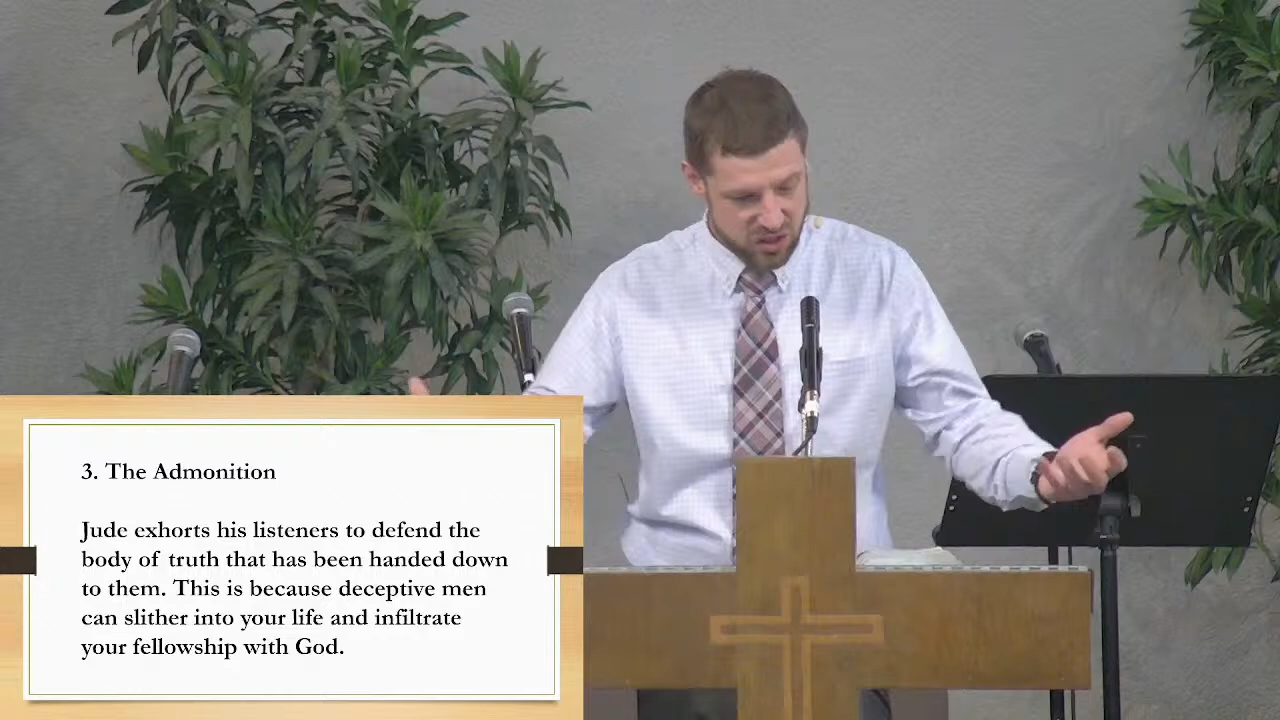 3. The Admonition
Jude exhorts his listeners to defend the
body of truth that has been handed down
to them. This is because deceptive men
can slither into your life and infiltrate
your fellowship with God.